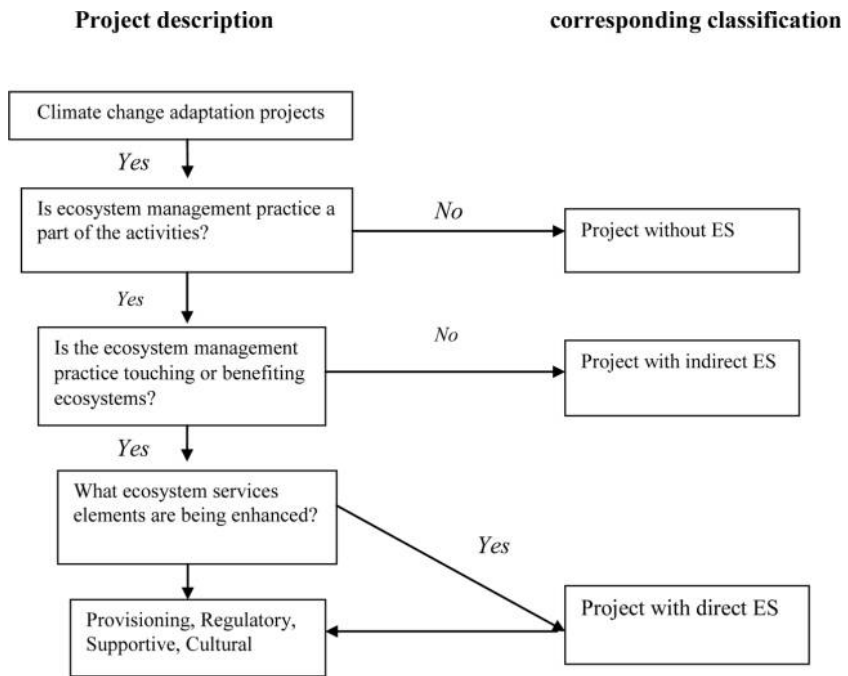 Project description
corresponding classification
Climate change adaptation projects
Yes
Is ecosystem management practice a
part of the activities?
No
Project without ES
Yes
Is the ecosystem management
practice touching or benefiting
ecosystems?
No
Project with indirect ES
Yes
What ecosystem services
elements are being enhanced?
Yes
Project with direct ES
Provisioning, Regulatory,
Supportive, Cultural